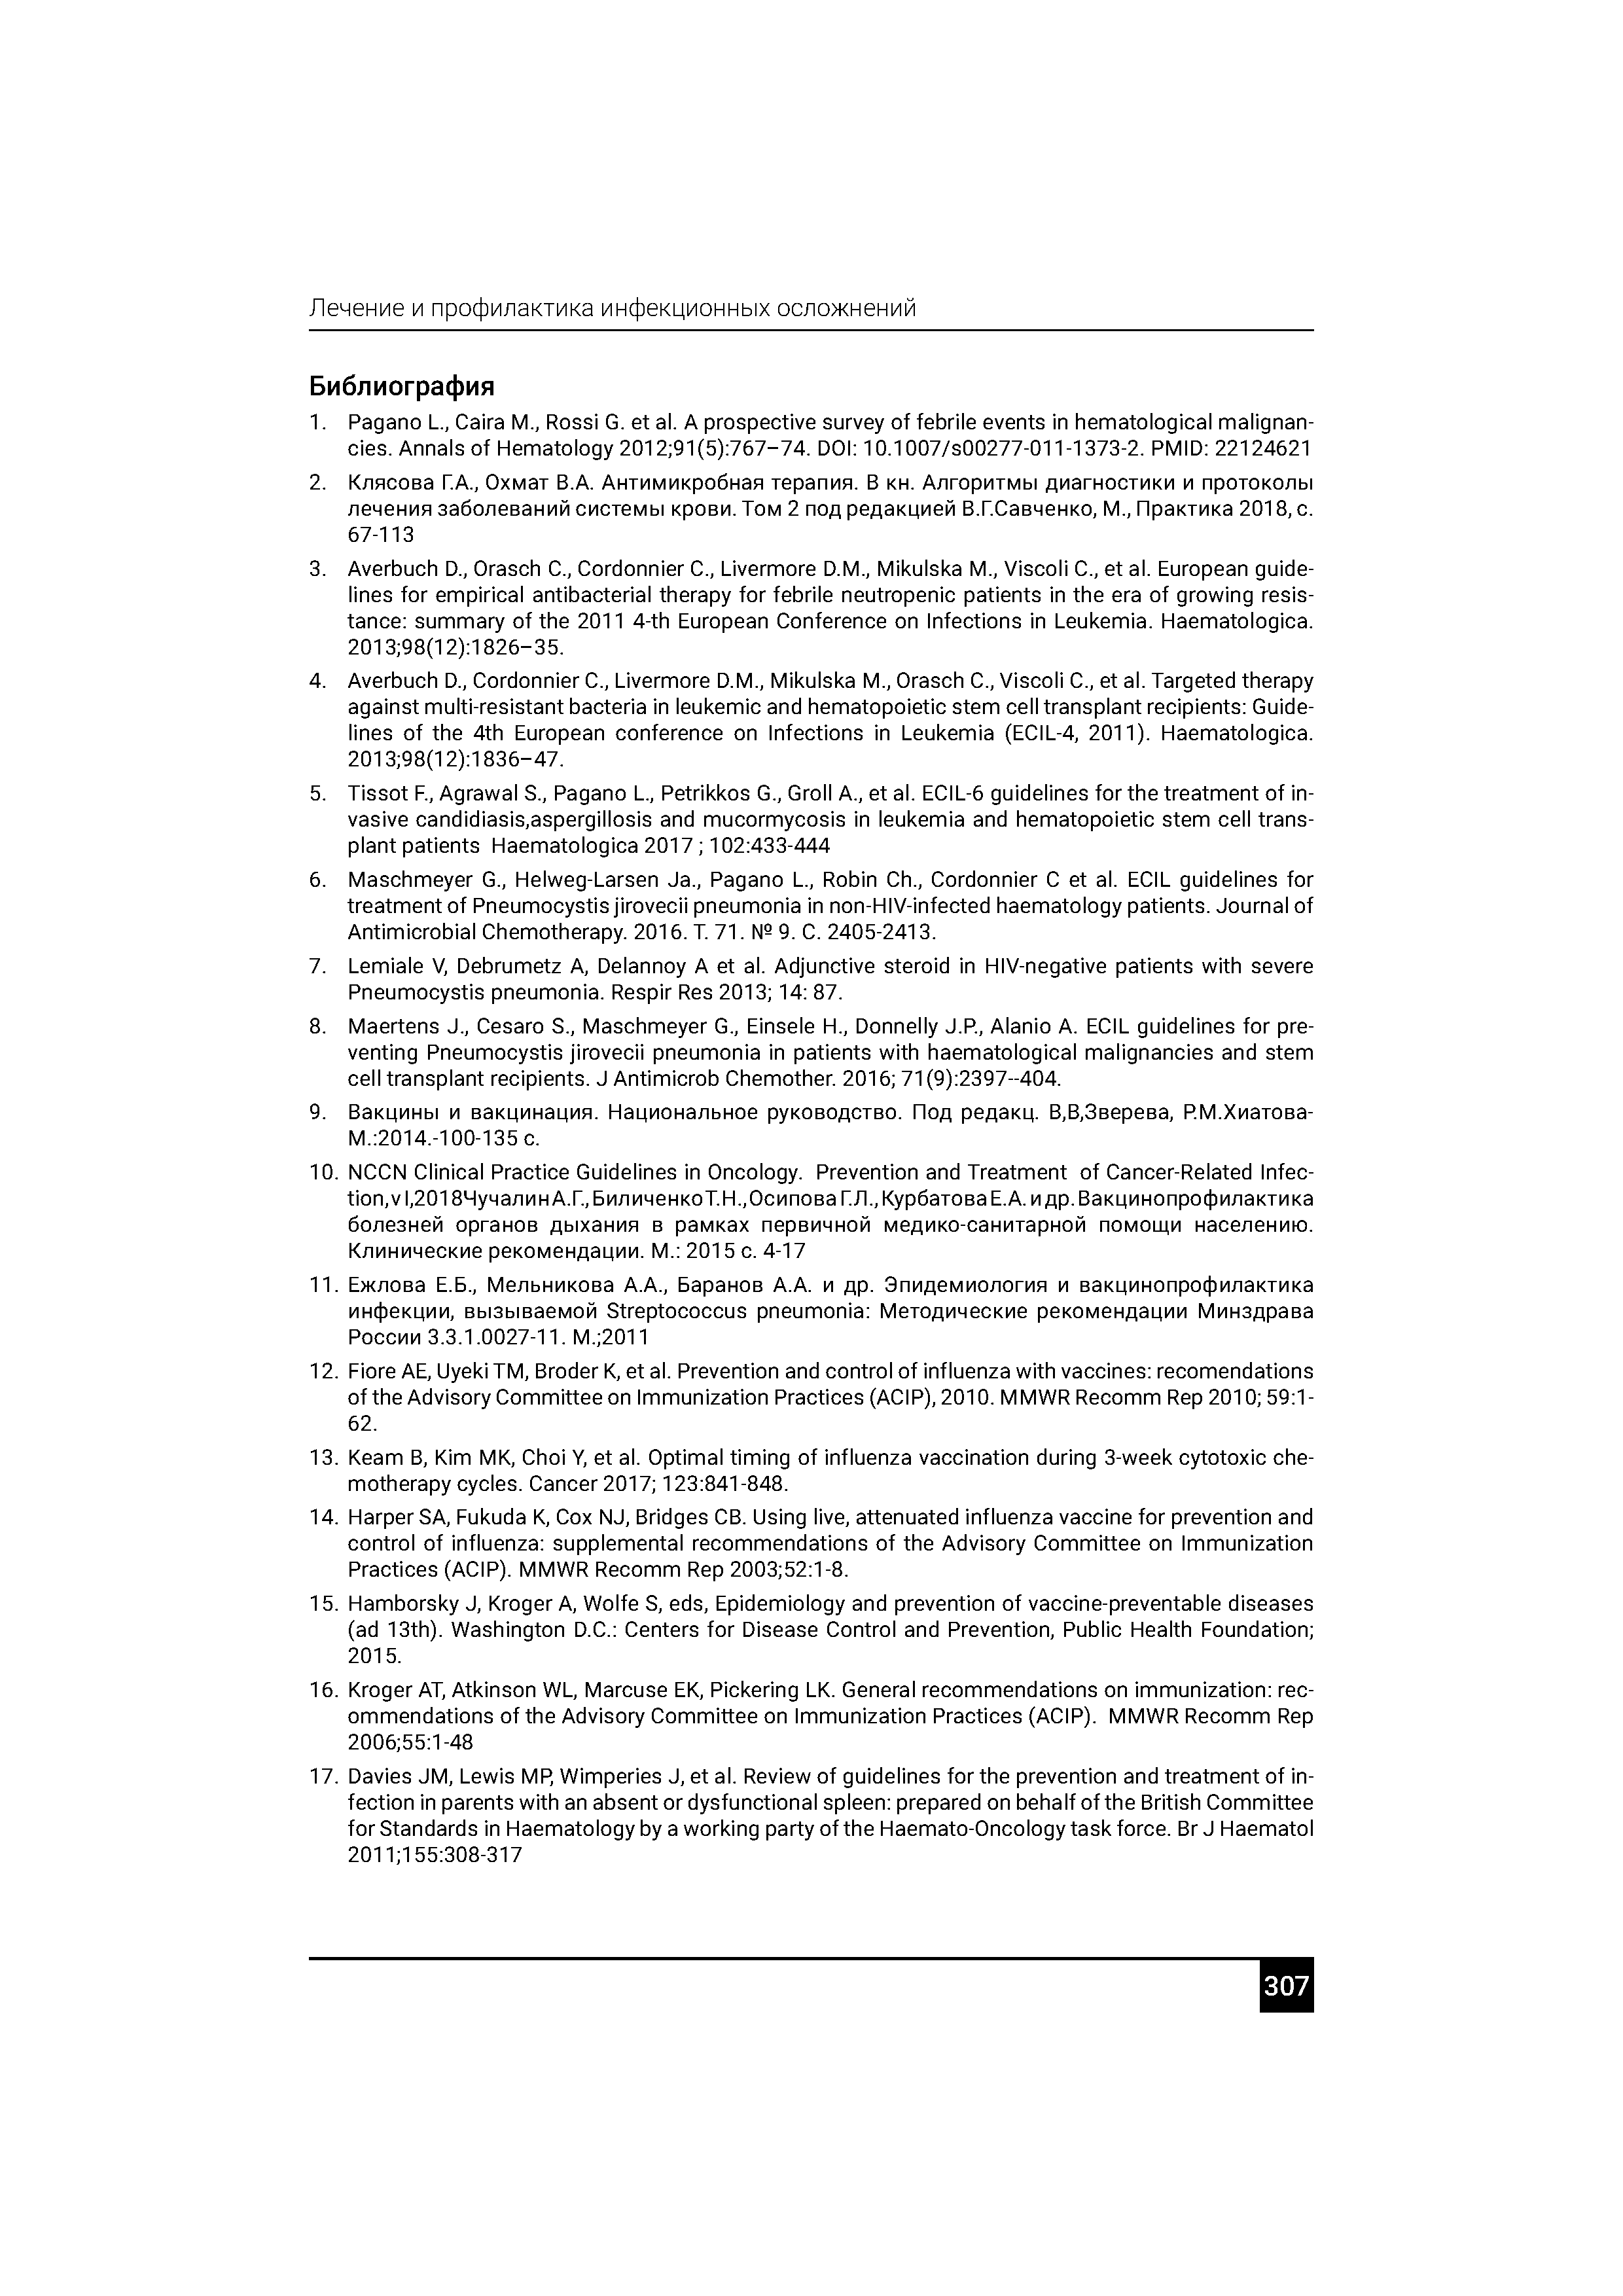 Лечение и профилактика инфекционных осложнений
Библиография
1. Pagano L., Caira M., Rossi G. et al. A prospective survey of febrile events in hematological malignan-
cies. Annals of Hematology 2012;91(5):767–74. DOI: 10.1007/s00277-011-1373-2. PMID: 22124621
2. Клясова Г.А., Охмат В.А. Антимикробная терапия. В кн. Алгоритмы диагностики и протоколы
лечения заболеваний системы крови. Том 2 под редакцией В.Г.Савченко, М., Практика 2018, с.
67-113
3. Averbuch D., Orasch C., Cordonnier C., Livermore D.M., Mikulska M., Viscoli C., et al. European guide-
lines for empirical antibacterial therapy for febrile neutropenic patients in the era of growing resis-
tance: summary of the 2011 4-th European Conference on Infections in Leukemia. Haematologica.
2013;98(12):1826–35.
4. Averbuch D., Cordonnier C., Livermore D.M., Mikulska M., Orasch C., Viscoli C., et al. Targeted therapy
against multi-resistant bacteria in leukemic and hematopoietic stem cell transplant recipients: Guide-
lines of the 4th European conference on Infections in Leukemia (ECIL-4, 2011). Haematologica.
2013;98(12):1836–47.
5. Tissot F., Agrawal S., Pagano L., Petrikkos G., Groll A., et al. ECIL-6 guidelines for the treatment of in-
vasive candidiasis,aspergillosis and mucormycosis in leukemia and hematopoietic stem cell trans-
plant patients Haematologica 2017 ; 102:433-444
6. Maschmeyer G., Helweg-Larsen Ja., Pagano L., Robin Ch., Cordonnier C et al. ECIL guidelines for
treatment of Pneumocystis jirovecii pneumonia in non-HIV-infected haematology patients. Journal of
Antimicrobial Chemotherapy. 2016. Т. 71. № 9. С. 2405-2413.
7. Lemiale V, Debrumetz A, Delannoy A et al. Adjunctive steroid in HIV-negative patients with severe
Pneumocystis pneumonia. Respir Res 2013; 14: 87.
8. Maertens J., Cesaro S., Maschmeyer G., Einsele H., Donnelly J.P., Alanio A. ECIL guidelines for pre-
venting Pneumocystis jirovecii pneumonia in patients with haematological malignancies and stem
cell transplant recipients. J Antimicrob Chemother. 2016; 71(9):2397--404.
9. Вакцины и вакцинация. Национальное руководство. Под редакц. В,В,Зверева, Р.М.Хиатова-
М.:2014.-100-135 с.
10. NCCN Clinical Practice Guidelines in Oncology. Prevention and Treatment of Cancer-Related Infec-
tion, v I,2018Чучалин А.Г., Биличенко Т.Н., Осипова Г.Л., Курбатова Е.А. и др. Вакцинопрофилактика
болезней органов дыхания в рамках первичной медико-санитарной помощи населению.
Клинические рекомендации. М.: 2015 с. 4-17
11. Ежлова Е.Б., Мельникова А.А., Баранов А.А. и др. Эпидемиология и вакцинопрофилактика
инфекции, вызываемой Streptococcus pneumonia: Методические рекомендации Минздрава
России 3.3.1.0027-11. М.;2011
12. Fiore AE, Uyeki TM, Broder K, et al. Prevention and control of influenza with vaccines: recomendations
of the Advisory Committee on Immunization Practices (ACIP), 2010. MMWR Recomm Rep 2010; 59:1-
62.
13. Keam B, Kim MK, Choi Y, et al. Optimal timing of influenza vaccination during 3-week cytotoxic che-
motherapy cycles. Cancer 2017; 123:841-848.
14. Harper SA, Fukuda K, Cox NJ, Bridges CB. Using live, attenuated influenza vaccine for prevention and
control of influenza: supplemental recommendations of the Advisory Committee on Immunization
Practices (ACIP). MMWR Recomm Rep 2003;52:1-8.
15. Hamborsky J, Kroger A, Wolfe S, eds, Epidemiology and prevention of vaccine-preventable diseases
(ad 13th). Washington D.C.: Centers for Disease Control and Prevention, Public Health Foundation;
2015.
16. Kroger AT, Atkinson WL, Marcuse EK, Pickering LK. General recommendations on immunization: rec-
ommendations of the Advisory Committee on Immunization Practices (ACIP). MMWR Recomm Rep
2006;55:1-48
17. Davies JM, Lewis MP, Wimperies J, et al. Review of guidelines for the prevention and treatment of in-
fection in parents with an absent or dysfunctional spleen: prepared on behalf of the British Committee
for Standards in Haematology by a working party of the Haemato-Oncology task force. Br J Haematol
2011;155:308-317
307